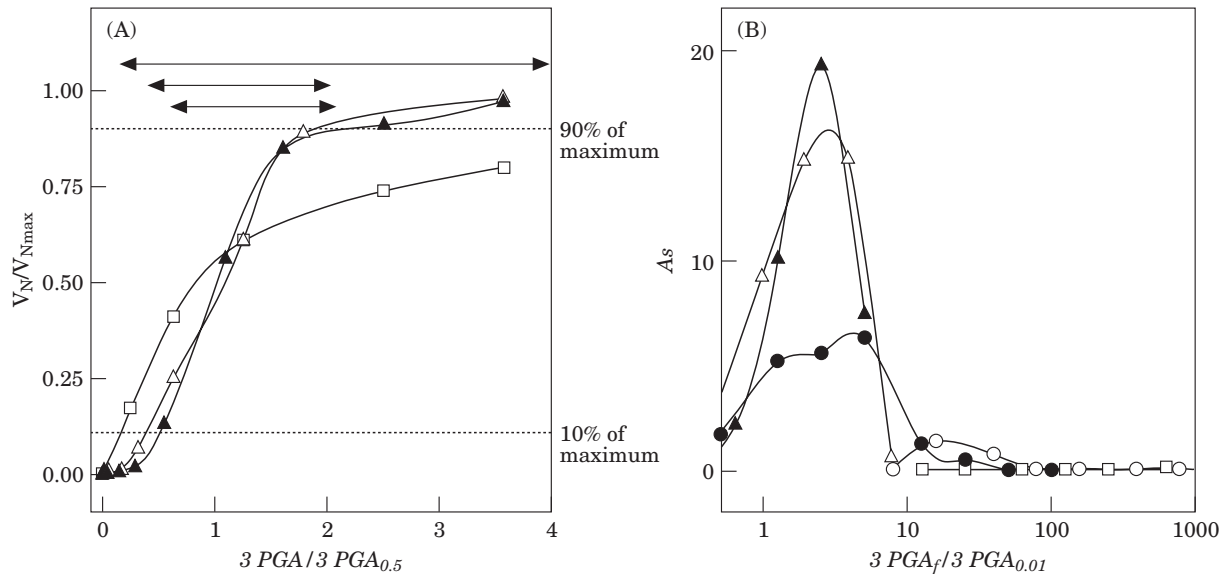 (A)
1.00
0.75
0.50
0.25
0.00
V_N/V_Nmax
0
1
2
3
4
3 PGA/3 PGA_0.5
90% of
maximum
10% of
maximum
(B)
20
10
0
As
1
10
100
1000
3 PGA_f/3 PGA_0.01